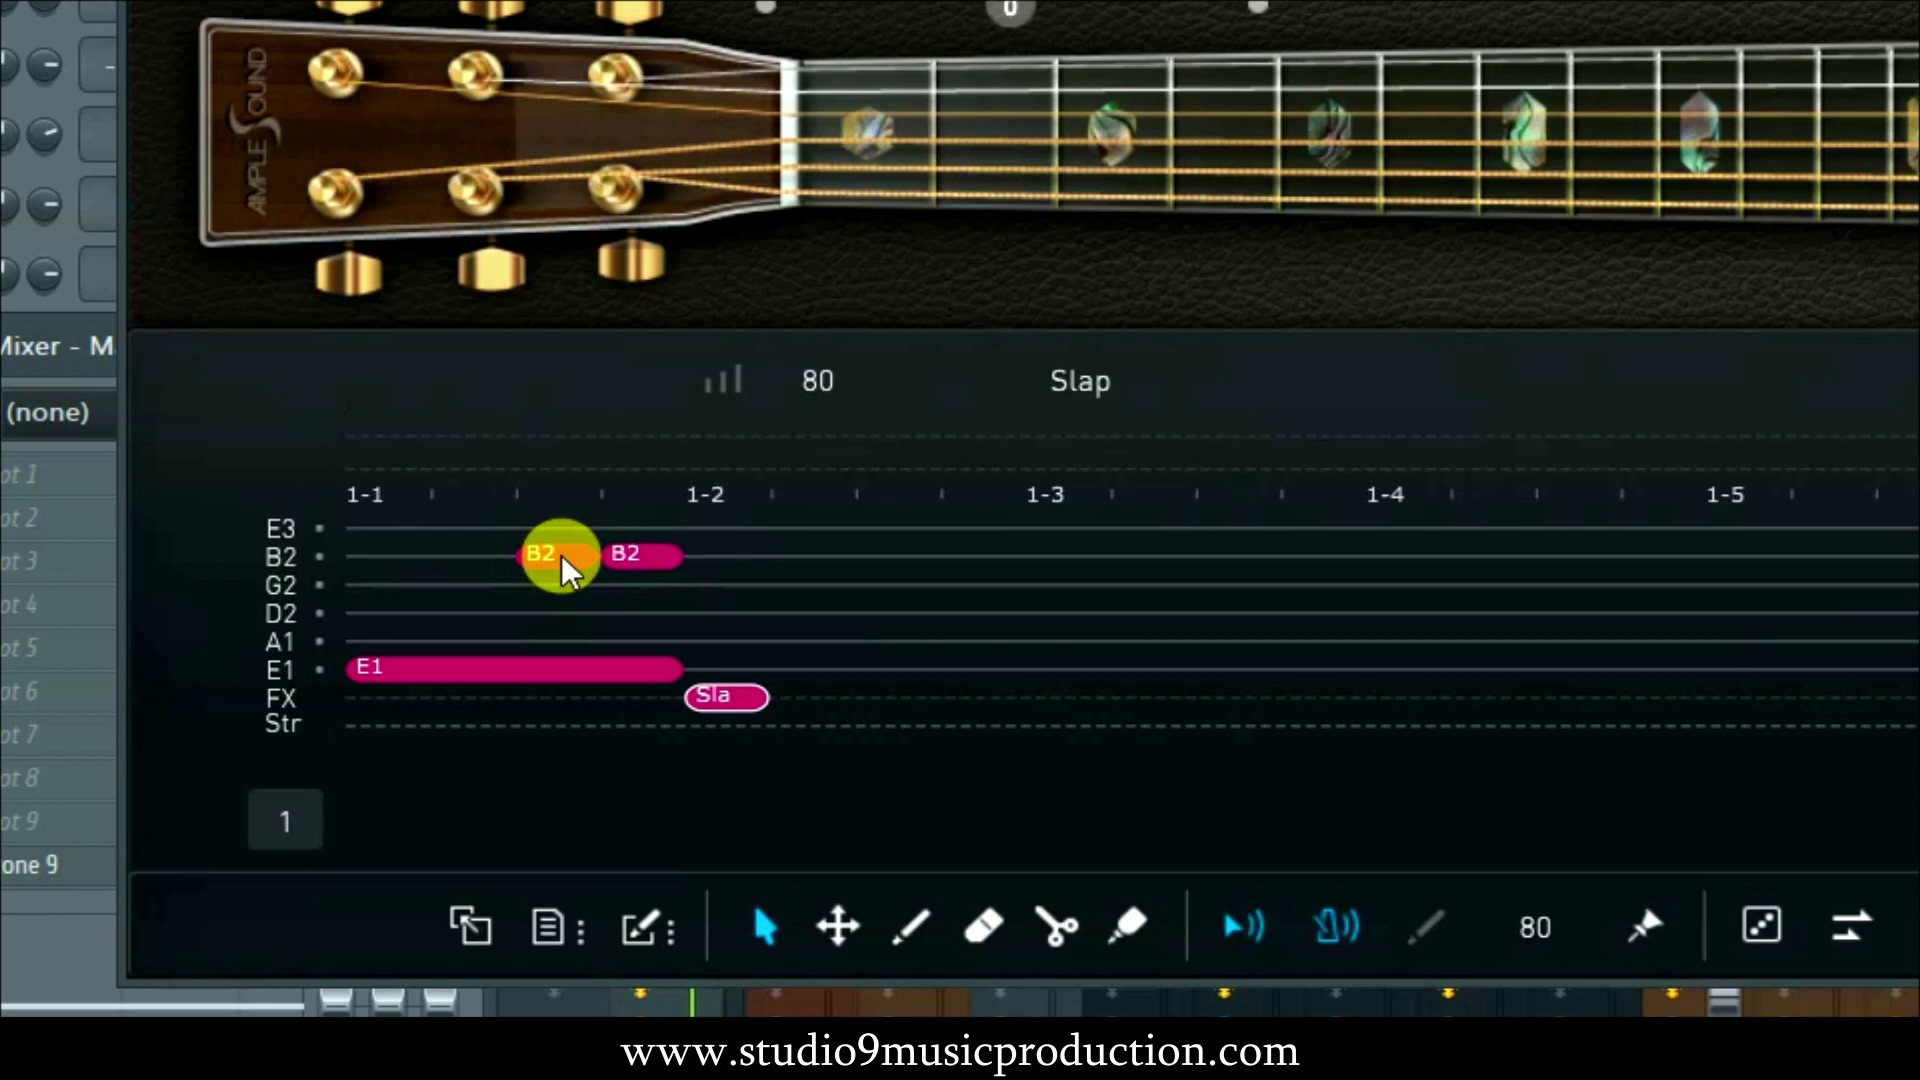 0
AMPLE SOUND
Mixer - M
(none)
ot 1
ot 2
ot 3
ot 4
ot 5
ot 6
ot 7
ot 8
ot 9
one 9
80 Slap
1-1 1-2 1-3 1-4 1-5
E3
B2 B2 B2
G2
D2
A1
E1 E1
FX Sla
Str
1
80
www.studio9musicproduction.com